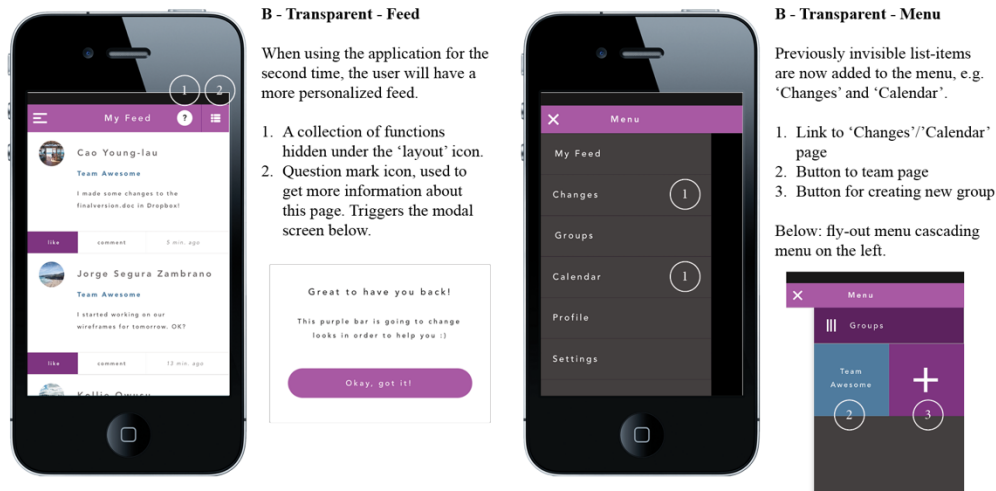 1
2
My Feed
?
Cao Young-lau
Team Awesome
I made some changes to the
finalversion.doc in Dropbox!
like comment 5 min. ago
Jorge Segura Zambrano
Team Awesome
I started working on our
wireframes for tomorrow. OK?
like comment 13 min. ago
Kellie Owusu
B - Transparent - Feed
When using the application for the
second time, the user will have a
more personalized feed.
1. A collection of functions
hidden under the ‘layout’ icon.
2. Question mark icon, used to
get more information about
this page. Triggers the modal
screen below.
Great to have you back!
This purple bar is going to change
looks in order to help you :)
Okay, got it!
Menu
My Feed
Changes
1
Groups
Calendar
1
Profile
Settings
B - Transparent - Menu
Previously invisible list-items
are now added to the menu, e.g.
‘Changes’ and ‘Calendar’.
1. Link to ‘Changes’/’Calendar’
page
2. Button to team page
3. Button for creating new group
Below: fly-out menu cascading
menu on the left.
Menu
Groups
Team
Awesome
2
3